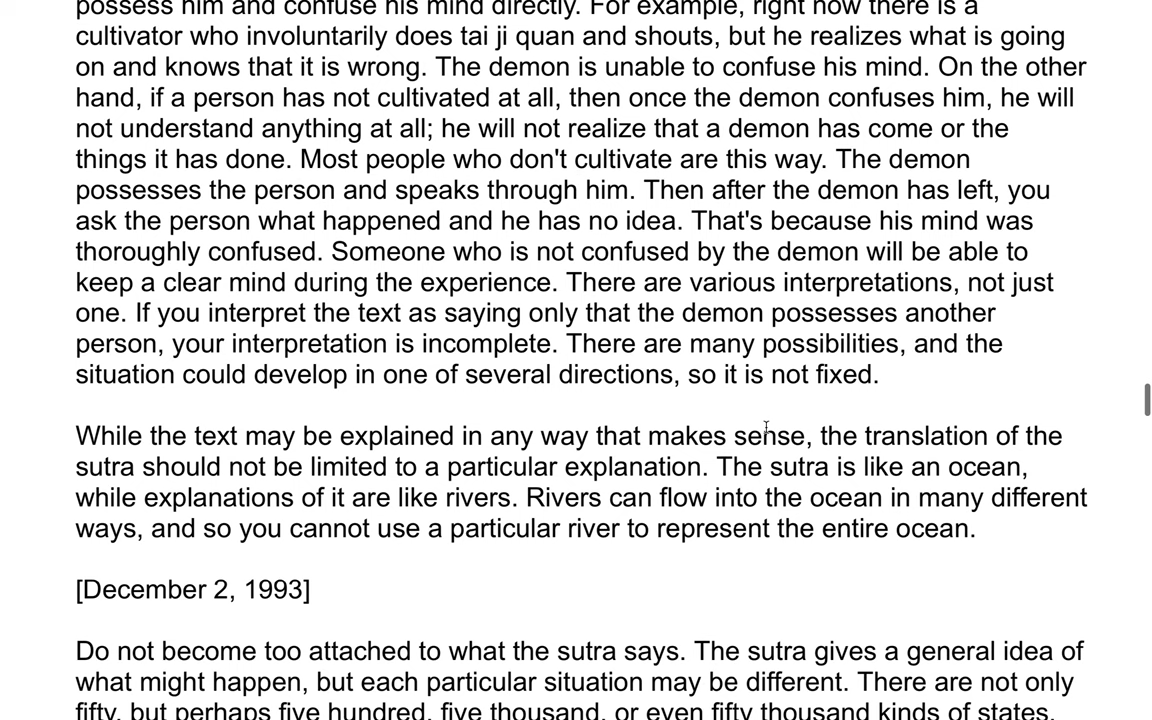 possess him and confuse his mind directly. For example, right now there is a
cultivator who involuntarily does tai ji quan and shouts, but he realizes what is going
on and knows that it is wrong. The demon is unable to confuse his mind. On the other
hand, if a person has not cultivated at all, then once the demon confuses him, he will
not understand anything at all; he will not realize that a demon has come or the
things it has done. Most people who don't cultivate are this way. The demon
possesses the person and speaks through him. Then after the demon has left, you
ask the person what happened and he has no idea. That's because his mind was
thoroughly confused. Someone who is not confused by the demon will be able to
keep a clear mind during the experience. There are various interpretations, not just
one. If you interpret the text as saying only that the demon possesses another
person, your interpretation is incomplete. There are many possibilities, and the
situation could develop in one of several directions, so it is not fixed.
While the text may be explained in any way that makes sense, the translation of the
sutra should not be limited to a particular explanation. The sutra is like an ocean,
while explanations of it are like rivers. Rivers can flow into the ocean in many different
ways, and so you cannot use a particular river to represent the entire ocean.
[December 2, 1993]
Do not become too attached to what the sutra says. The sutra gives a general idea of
what might happen, but each particular situation may be different. There are not only
fifty, but perhaps five hundred, five thousand, or even fifty thousand kinds of states.